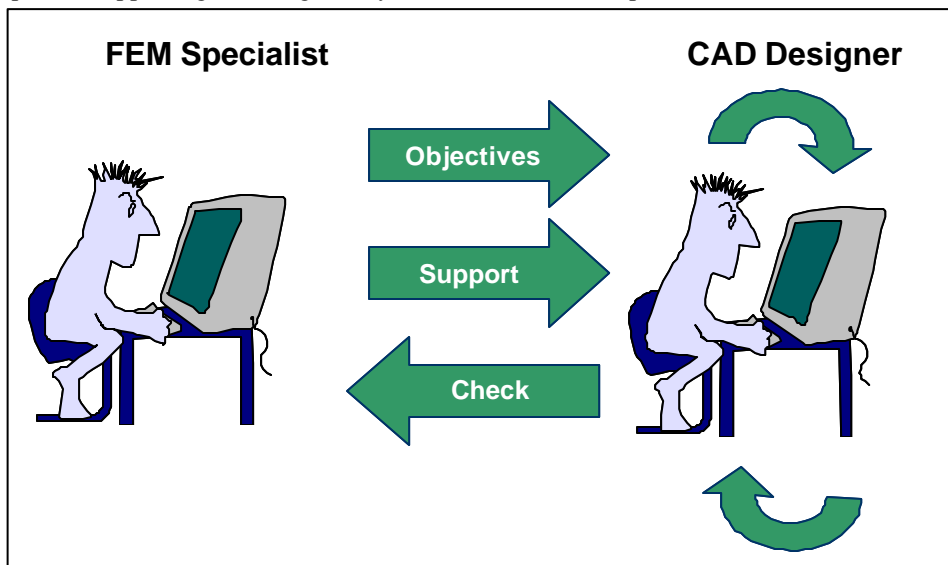 FEM Specialist
CAD Designer
Objectives
Support
Check